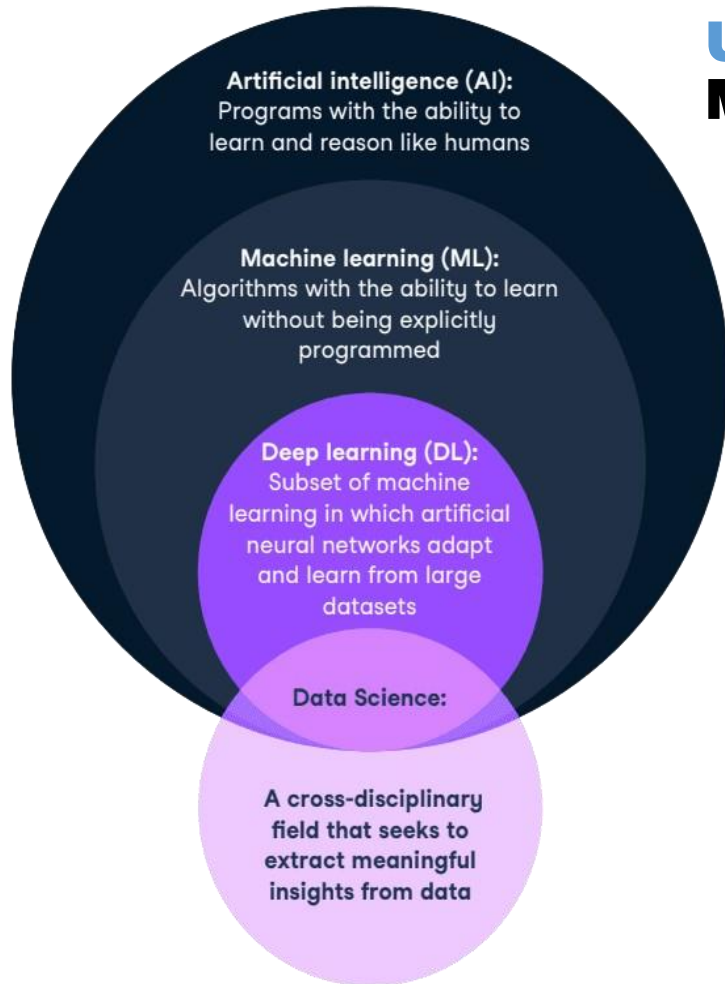 Artificial intelligence (AI):
Programs with the ability to
learn and reason like humans
Machine learning (ML):
Algorithms with the ability to learn
without being explicitly
programmed
Deep learning (DL):
Subset of machine
learning in which artificial
neural networks adapt
and learn from large
datasets
Data Science:
A cross-disciplinary
field that seeks to
extract meaningful
insights from data